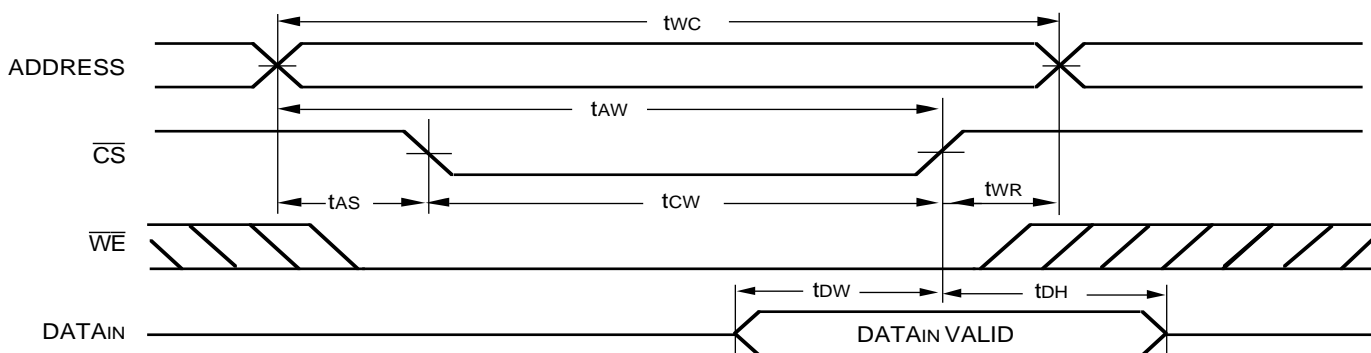 tWC
ADDRESS
tAW
CS
tAS tCW tWR
WE
tDW tDH
DATAIN DATAIN VALID